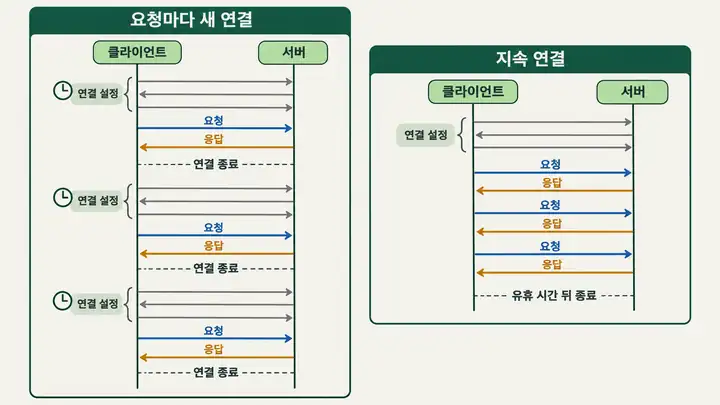 요청마다 새 연결
클라이언트
서버
연결 설정
요청
응답
연결 종료
연결 설정
요청
응답
연결 종료
연결 설정
요청
응답
연결 종료
지속 연결
클라이언트
서버
연결 설정
요청
응답
요청
응답
요청
응답
유휴 시간 뒤 종료